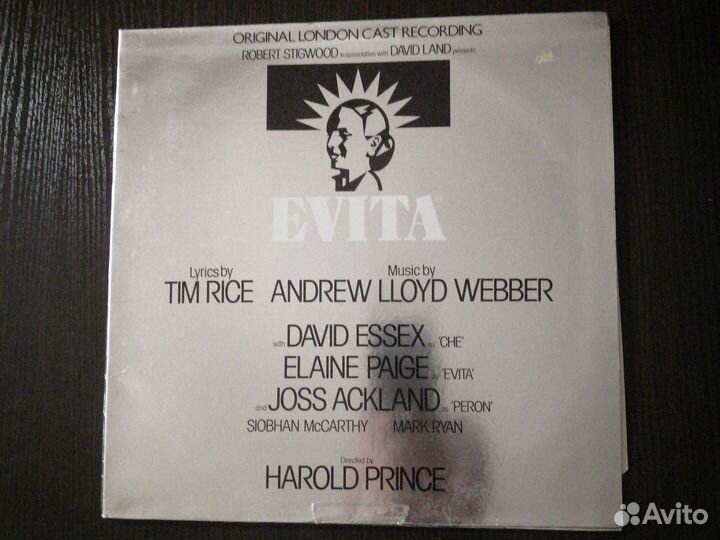 ORIGINAL LONDON CAST RECORDING
ROBERT STIGWOOD in association with DAVID LAND presents
EVITA
Lyrics by Music by
TIM RICE ANDREW LLOYD WEBBER
with DAVID ESSEX as 'CHE'
ELAINE PAIGE as 'EVITA'
and JOSS ACKLAND as 'PERON'
SIOBHAN McCARTHY MARK RYAN
Directed by
HAROLD PRINCE
Avito